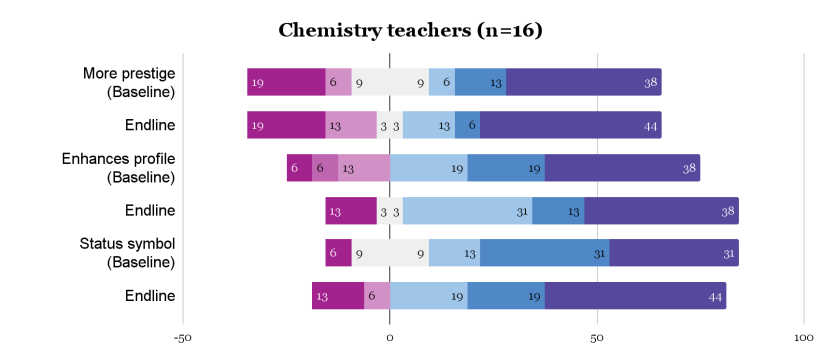 Chemistry teachers (n=16)
More prestige
(Baseline)
19 6 9 9 6 13 38
Endline
19 13 3 3 13 6 44
Enhances profile
(Baseline)
6 6 13 19 19 38
Endline
13 3 3 31 13 38
Status symbol
(Baseline)
6 9 9 13 31 31
Endline
13 6 19 19 44
-50 0 50 100